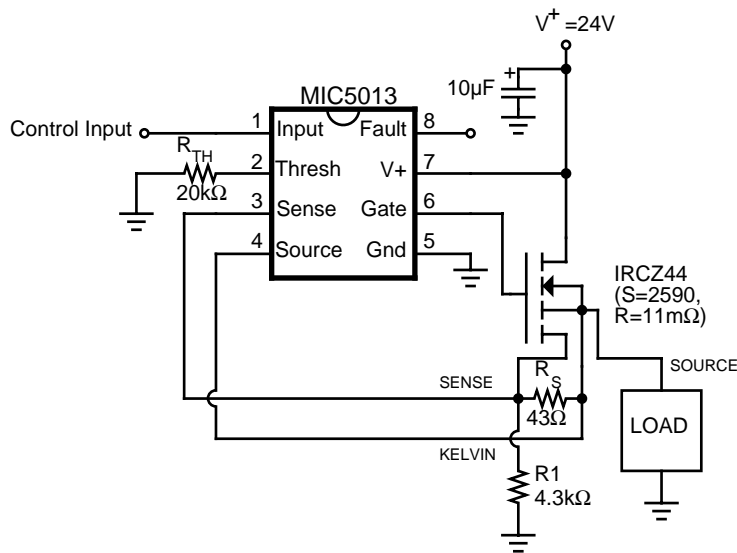 V+ =24V
+
10µF
MIC5013
Control Input
1
Input
Fault
8
RTH
20kΩ
2
Thresh
V+
7
3
Sense
Gate
6
4
Source
Gnd
5
IRCZ44
(S=2590,
R=11mΩ)
SOURCE
SENSE
RS
43Ω
LOAD
KELVIN
R1
4.3kΩ